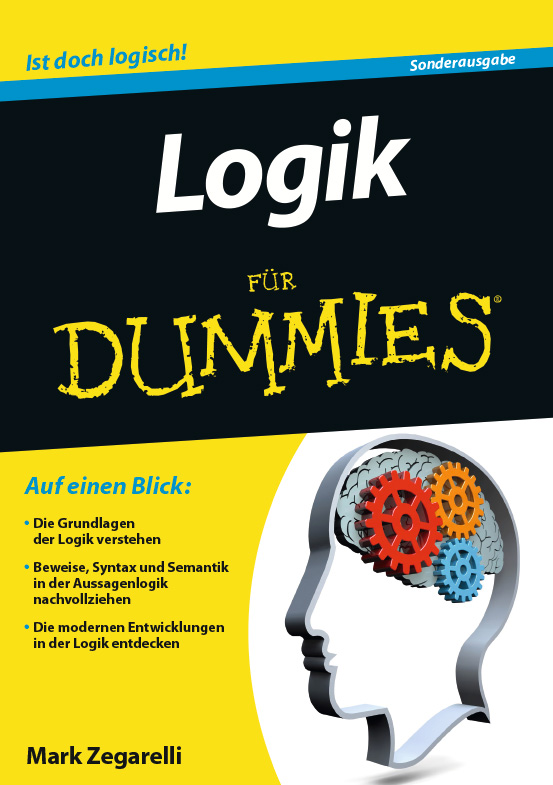 Ist doch logisch!
Sonderausgabe
Logik
FÜR
DUMMIES®
Auf einen Blick:
• Die Grundlagen
der Logik verstehen
• Beweise, Syntax und Semantik
in der Aussagenlogik
nachvollziehen
• Die modernen Entwicklungen
in der Logik entdecken
Mark Zegarelli